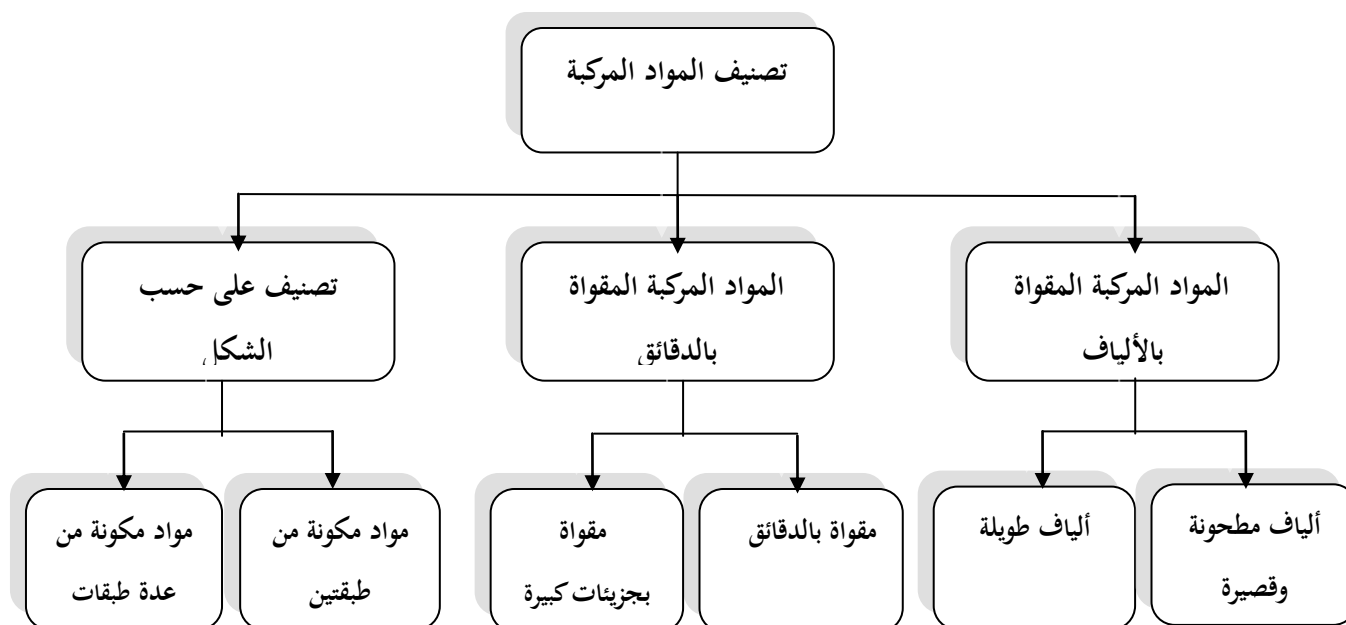 تصنيف المواد المركبة
المواد المركبة المقواة
بالألياف
المواد المركبة المقواة
بالدقائق
تصنيف على حسب
الشكل
ألياف مطحونة
وقصيرة
ألياف طويلة
مقواة بالدقائق
مقواة
بجزيئات كبيرة
مواد مكونة من
طبقتين
مواد مكونة من
عدة طبقات